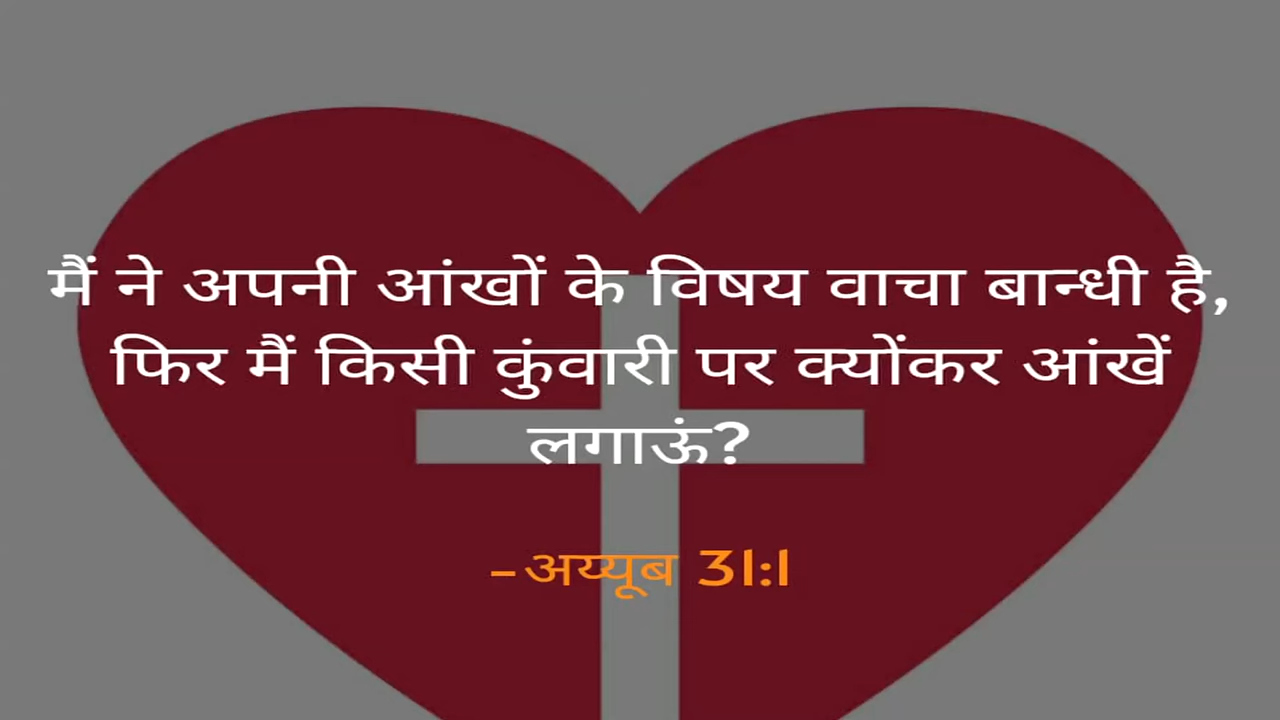 मैं ने अपनी आंखों के विषय वाचा बान्धी है,
फिर मैं किसी कुंवारी पर क्योंकर आंखें
लगाऊं?
-अय्यूब 31:1